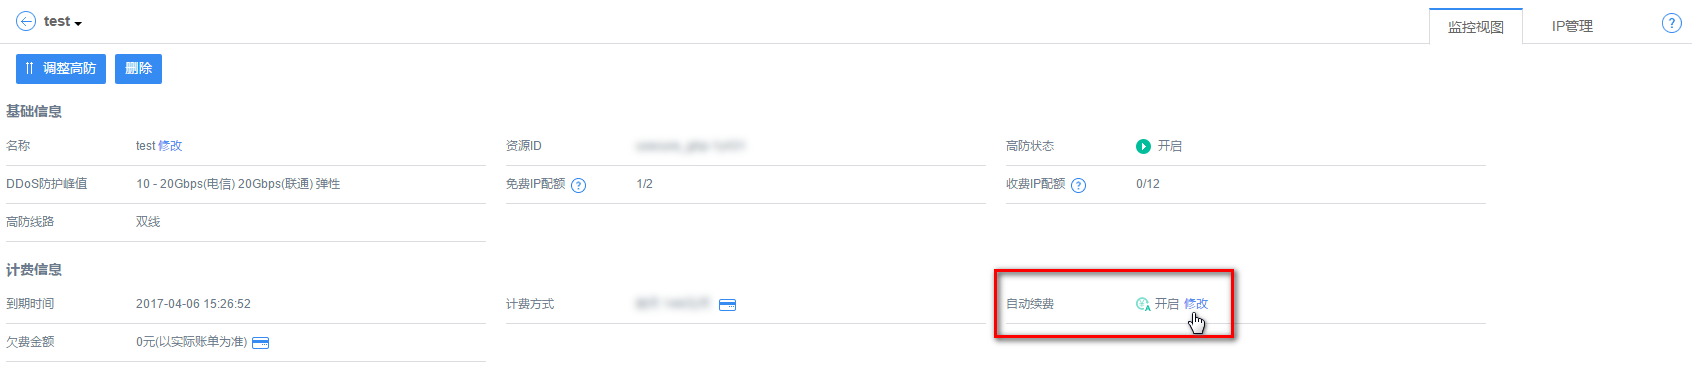 test
监控视图 IP管理 ?
调整高防 删除
基础信息
名称 test 修改 资源ID 高防状态 开启
DDoS防护峰值 10 - 20Gbps(电信) 20Gbps(联通) 弹性 免费IP配额 ? 1/2 收费IP配额 ? 0/12
高防线路 双线
计费信息
到期时间 2017-04-06 15:26:52 计费方式 自动续费 开启 修改
欠费金额 0元(以实际账单为准)